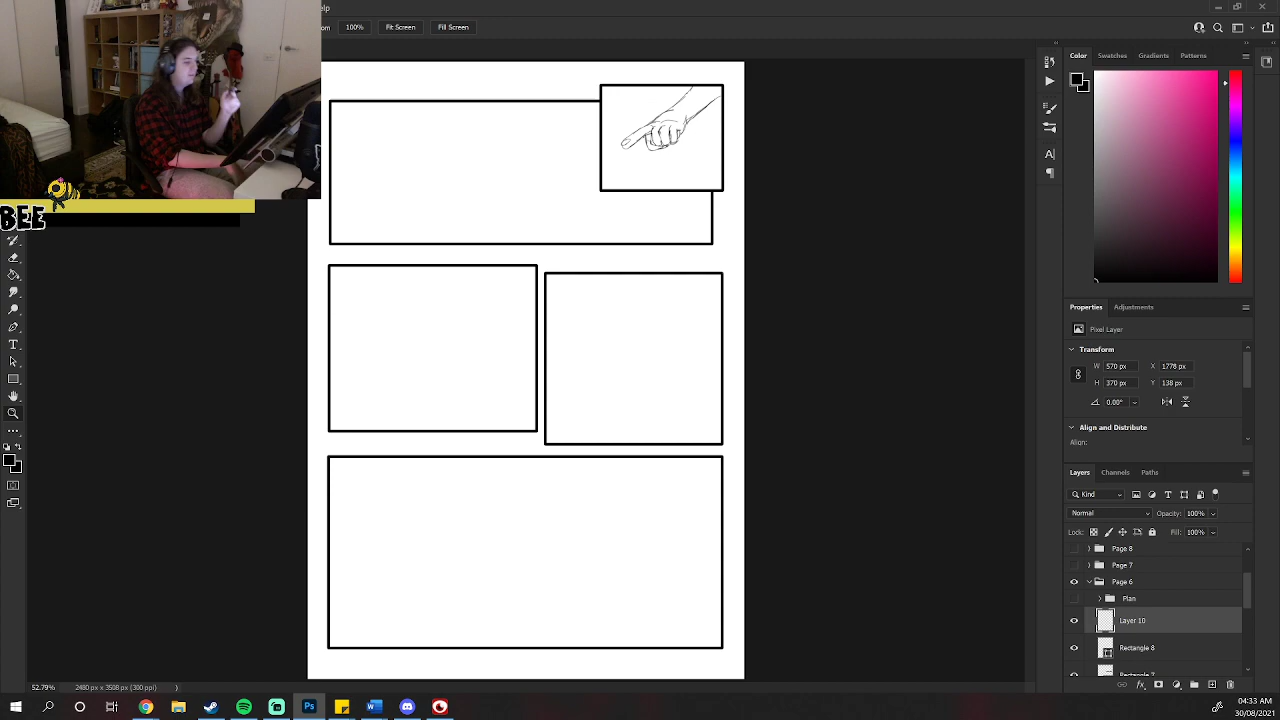 elp
om
100%
Fit Screen
Fill Screen
BEE
Color
Swatches
Gradients
Patterns
Properties
Adjustments
Pixel Layer
Transform
W
570 px
X
1778 px
H
370 px
Y
138 px
0.00°
Align and Distribute
Align:
Layers
Channels
Paths
Kind
Normal
Opacity:
100%
Lock:
Fill:
100%
Page 8
Page 7
Page 6
Plan
Layer 10
Rectangle 8
52.79%
2480 px x 3508 px (300 ppi)
04:33 AM
30/08/2021